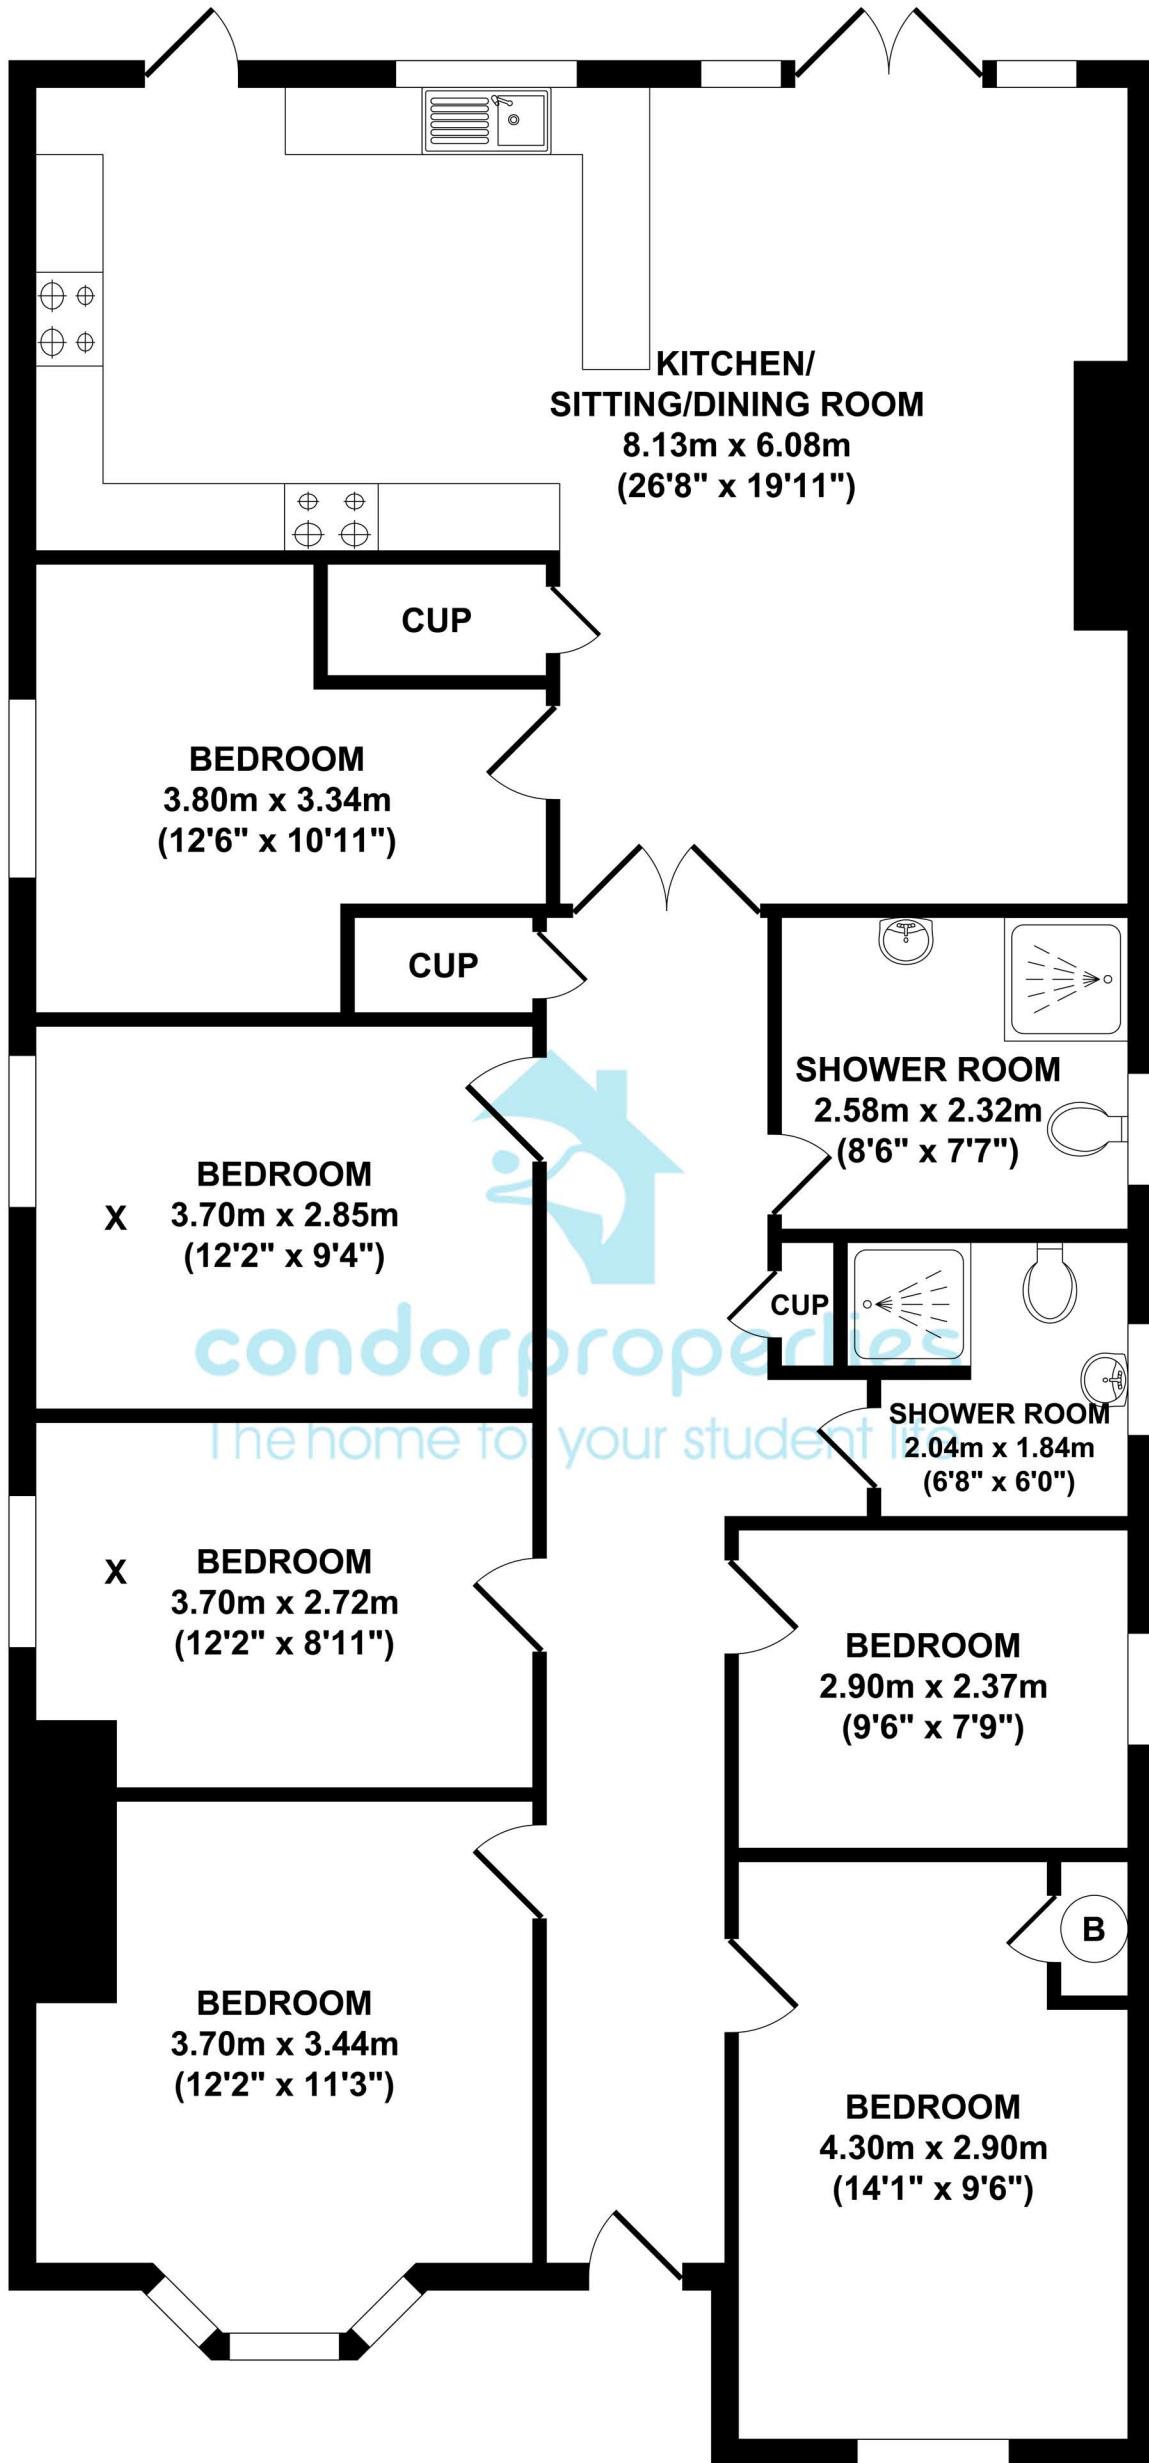 KITCHEN/
SITTING/DINING ROOM
8.13m x 6.08m
(26'8" x 19'11")
CUP
BEDROOM
3.80m x 3.34m
(12'6" x 10'11")
CUP
SHOWER ROOM
2.58m x 2.32m
(8'6" x 7'7")
BEDROOM
X 3.70m x 2.85m
(12'2" x 9'4")
CUP
condorproperties
The home for your student life
SHOWER ROOM
2.04m x 1.84m
(6'8" x 6'0")
X BEDROOM
3.70m x 2.72m
(12'2" x 8'11")
BEDROOM
2.90m x 2.37m
(9'6" x 7'9")
B
BEDROOM
3.70m x 3.44m
(12'2" x 11'3")
BEDROOM
4.30m x 2.90m
(14'1" x 9'6")